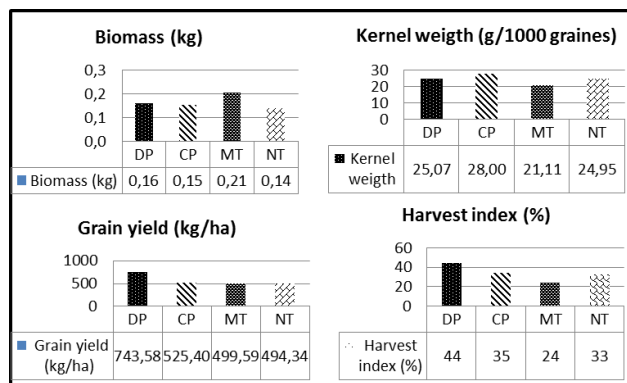 Biomass (kg)
0,3
0,2
0,1
0,0
DP CP MT NT
Biomass (kg) 0,16 0,15 0,21 0,14
Kernel weigth (g/1000 graines)
30
20
10
0
DP CP MT NT
Kernel
weigth
25,07 28,00 21,11 24,95
Grain yield (kg/ha)
1000
500
0
DP CP MT NT
Grain yield
(kg/ha)
743,58 525,40 499,59 494,34
Harvest index (%)
60
40
20
0
DP CP MT NT
Harvest
index (%)
44 35 24 33